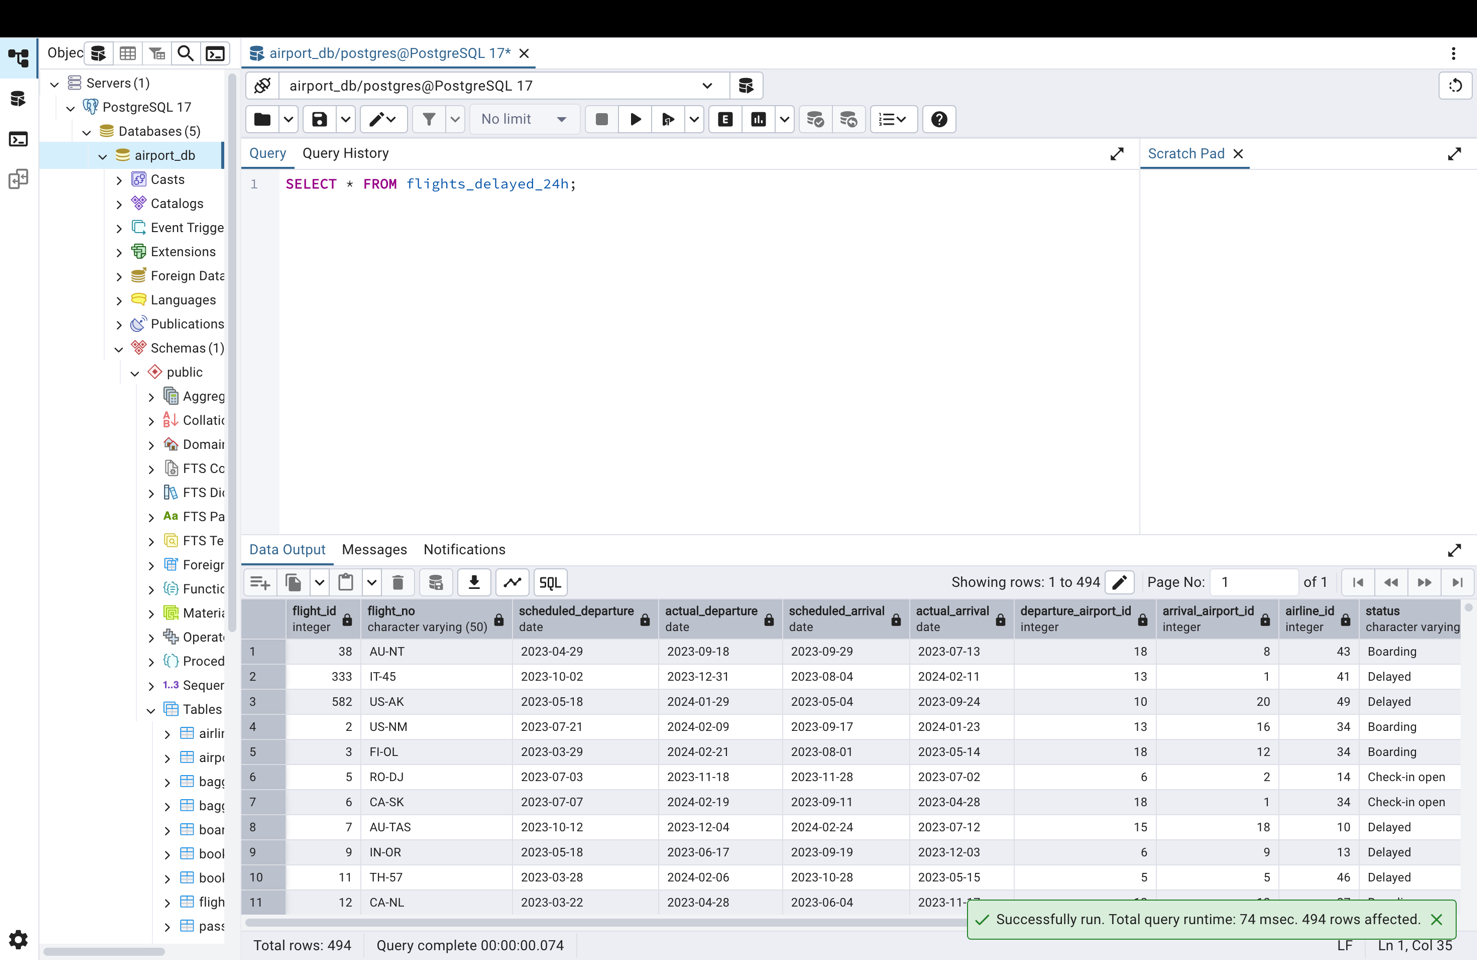 Objec
airport_db/postgres@PostgreSQL 17*
Servers (1)
PostgreSQL 17
Databases (5)
airport_db
Casts
Catalogs
Event Trigge
Extensions
Foreign Data
Languages
Publications
Schemas (1)
public
Aggreg
Collatic
Domair
FTS Co
FTS Dic
Aa FTS Pa
FTS Te
Foreigr
Functic
Materia
Operat
Proced
1..3 Sequer
Tables
airlir
airpo
bagg
bagg
boar
bool
bool
fligh
pass
airport_db/postgres@PostgreSQL 17
No limit
E
Query Query History
Scratch Pad
1 SELECT * FROM flights_delayed_24h;
Data Output Messages Notifications
SQL
Showing rows: 1 to 494 Page No: 1 of 1
flight_id flight_no scheduled_departure actual_departure scheduled_arrival actual_arrival departure_airport_id arrival_airport_id airline_id status
integer character varying (50) date date date date integer integer integer character varying
1 38 AU-NT 2023-04-29 2023-09-18 2023-09-29 2023-07-13 18 8 43 Boarding
2 333 IT-45 2023-10-02 2023-12-31 2023-08-04 2024-02-11 13 1 41 Delayed
3 582 US-AK 2023-05-18 2024-01-29 2023-05-04 2023-09-24 10 20 49 Delayed
4 2 US-NM 2023-07-21 2024-02-09 2023-09-17 2024-01-23 13 16 34 Boarding
5 3 FI-OL 2023-03-29 2024-02-21 2023-08-01 2023-05-14 18 12 34 Boarding
6 5 RO-DJ 2023-07-03 2023-11-18 2023-11-28 2023-07-02 6 2 14 Check-in open
7 6 CA-SK 2023-07-07 2024-02-19 2023-09-11 2023-04-28 18 1 34 Check-in open
8 7 AU-TAS 2023-10-12 2023-12-04 2024-02-24 2023-07-12 15 18 10 Delayed
9 9 IN-OR 2023-05-18 2023-06-17 2023-09-19 2023-12-03 6 9 13 Delayed
10 11 TH-57 2023-03-28 2024-02-06 2023-10-28 2023-05-15 5 5 46 Delayed
11 12 CA-NL 2023-03-22 2023-04-28 2023-06-04 2023-11-
Successfully run. Total query runtime: 74 msec. 494 rows affected.
Total rows: 494 Query complete 00:00:00.074 LF Ln 1, Col 35